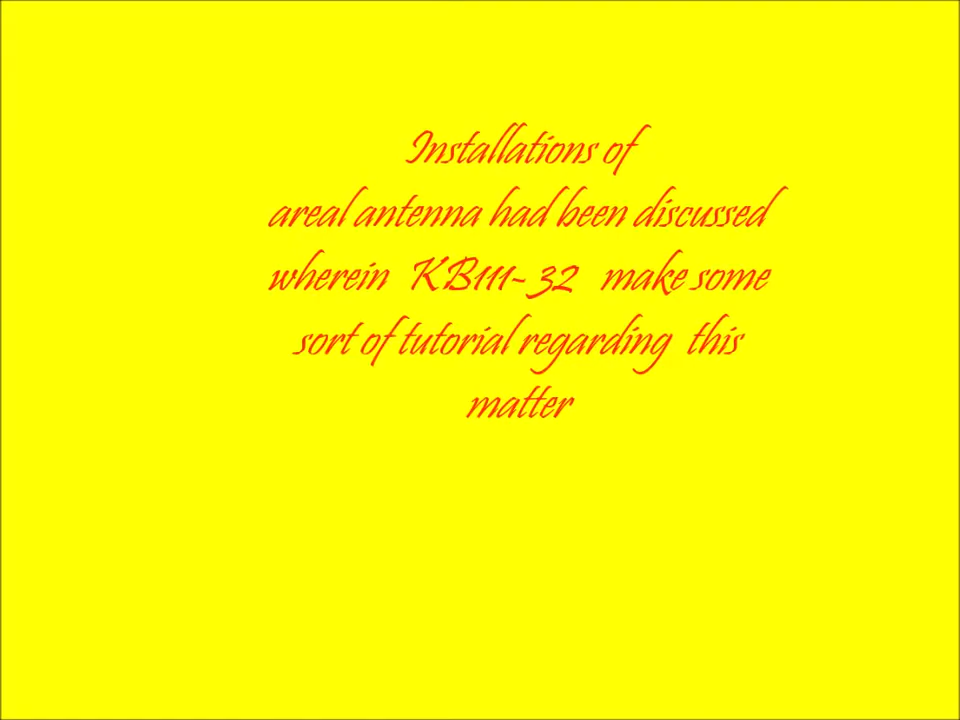 Installations of
areal antenna had been discussed
wherein KB111-32 make some
sort of tutorial regarding this
matter